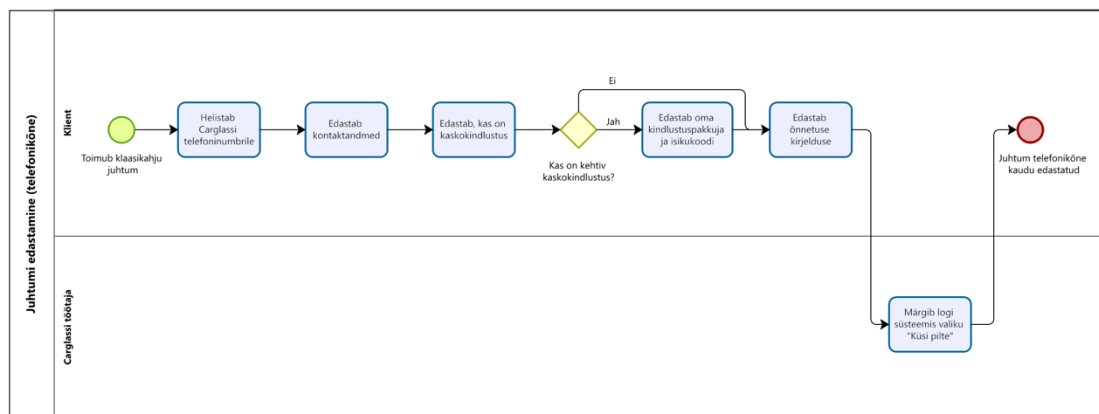 Juhtumi edastamine (telefonikõne)
Klient
Toimub klaasikahju
juhtum
Helistab
Carglassi
telefoninumbrile
Edastab
kontaktandmed
Edastab, kas on
kaskokindlustus
Kas on kehtiv
kaskokindlustus?
Ei
Jah
Edastab oma
kindlustuspakkuja
ja isikukoodi
Edastab
õnnetuse
kirjelduse
Juhtum telefonikõne
kaudu edastatud
Carglassi töötaja
Märgib logi
süsteemis valiku
"Küsi pilte"